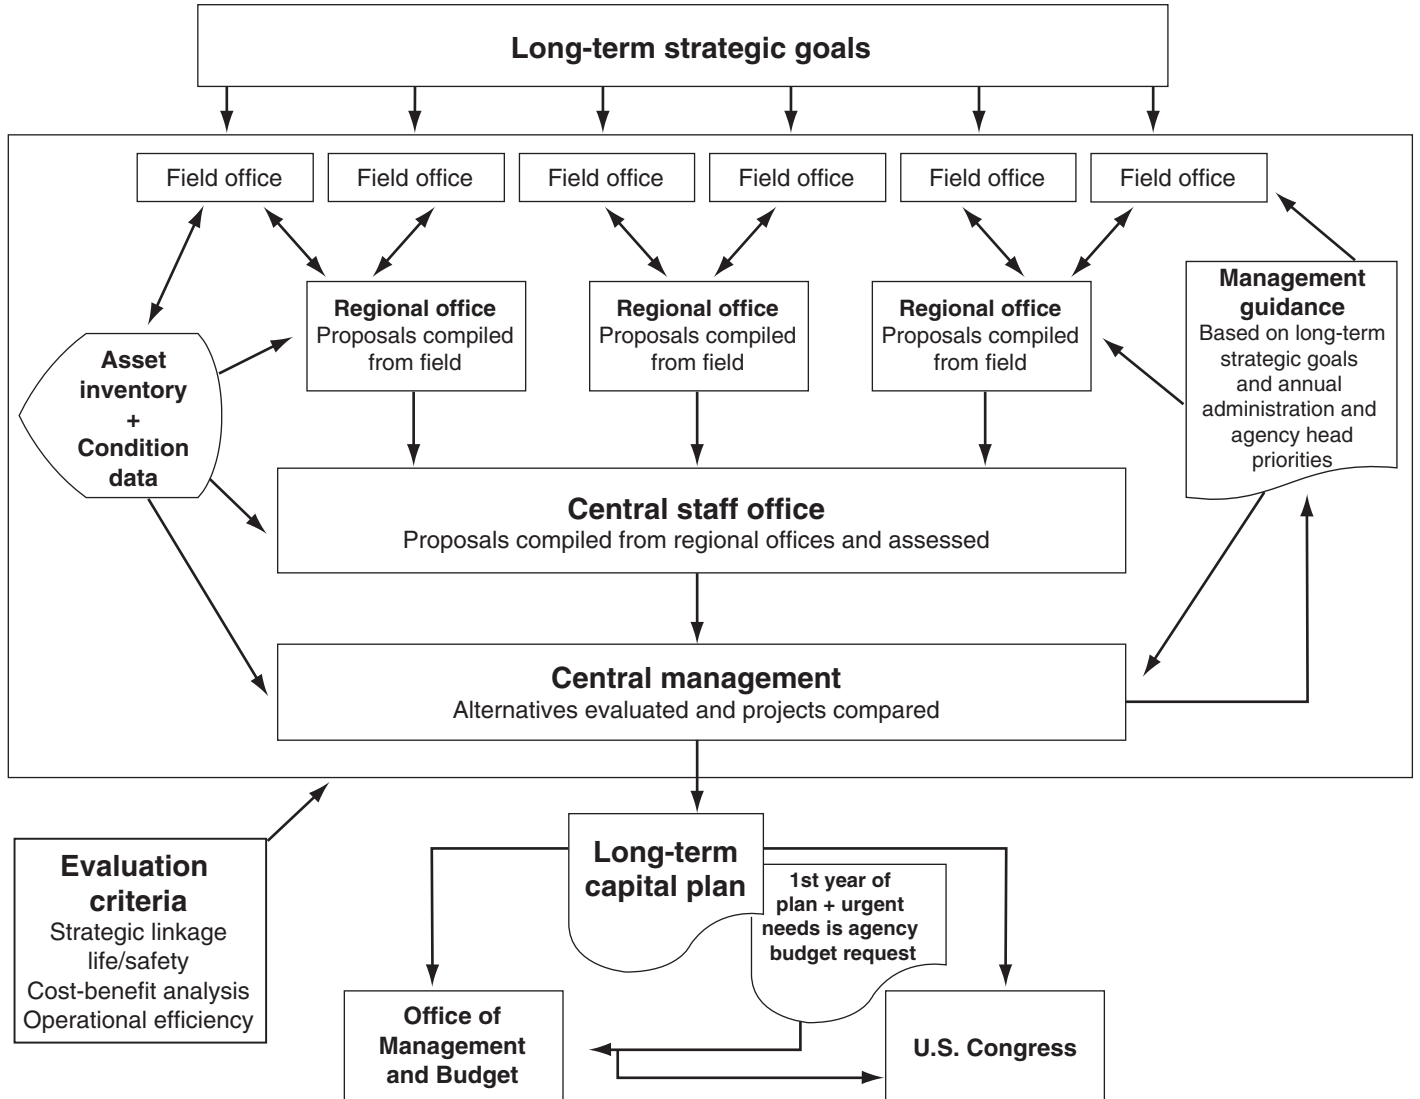 Long-term strategic goals
Field office
Field office
Field office
Field office
Field office
Field office
Regional office
Proposals compiled
from field
Regional office
Proposals compiled
from field
Regional office
Proposals compiled
from field
Management
guidance
Based on long-term
strategic goals
and annual
administration and
agency head
priorities
Asset
inventory
+
Condition
data
Central staff office
Proposals compiled from regional offices and assessed
Central management
Alternatives evaluated and projects compared
Evaluation
criteria
Strategic linkage
life/safety
Cost-benefit analysis
Operational efficiency
Long-term
capital plan
1st year of
plan + urgent
needs is agency
budget request
Office of
Management
and Budget
U.S. Congress